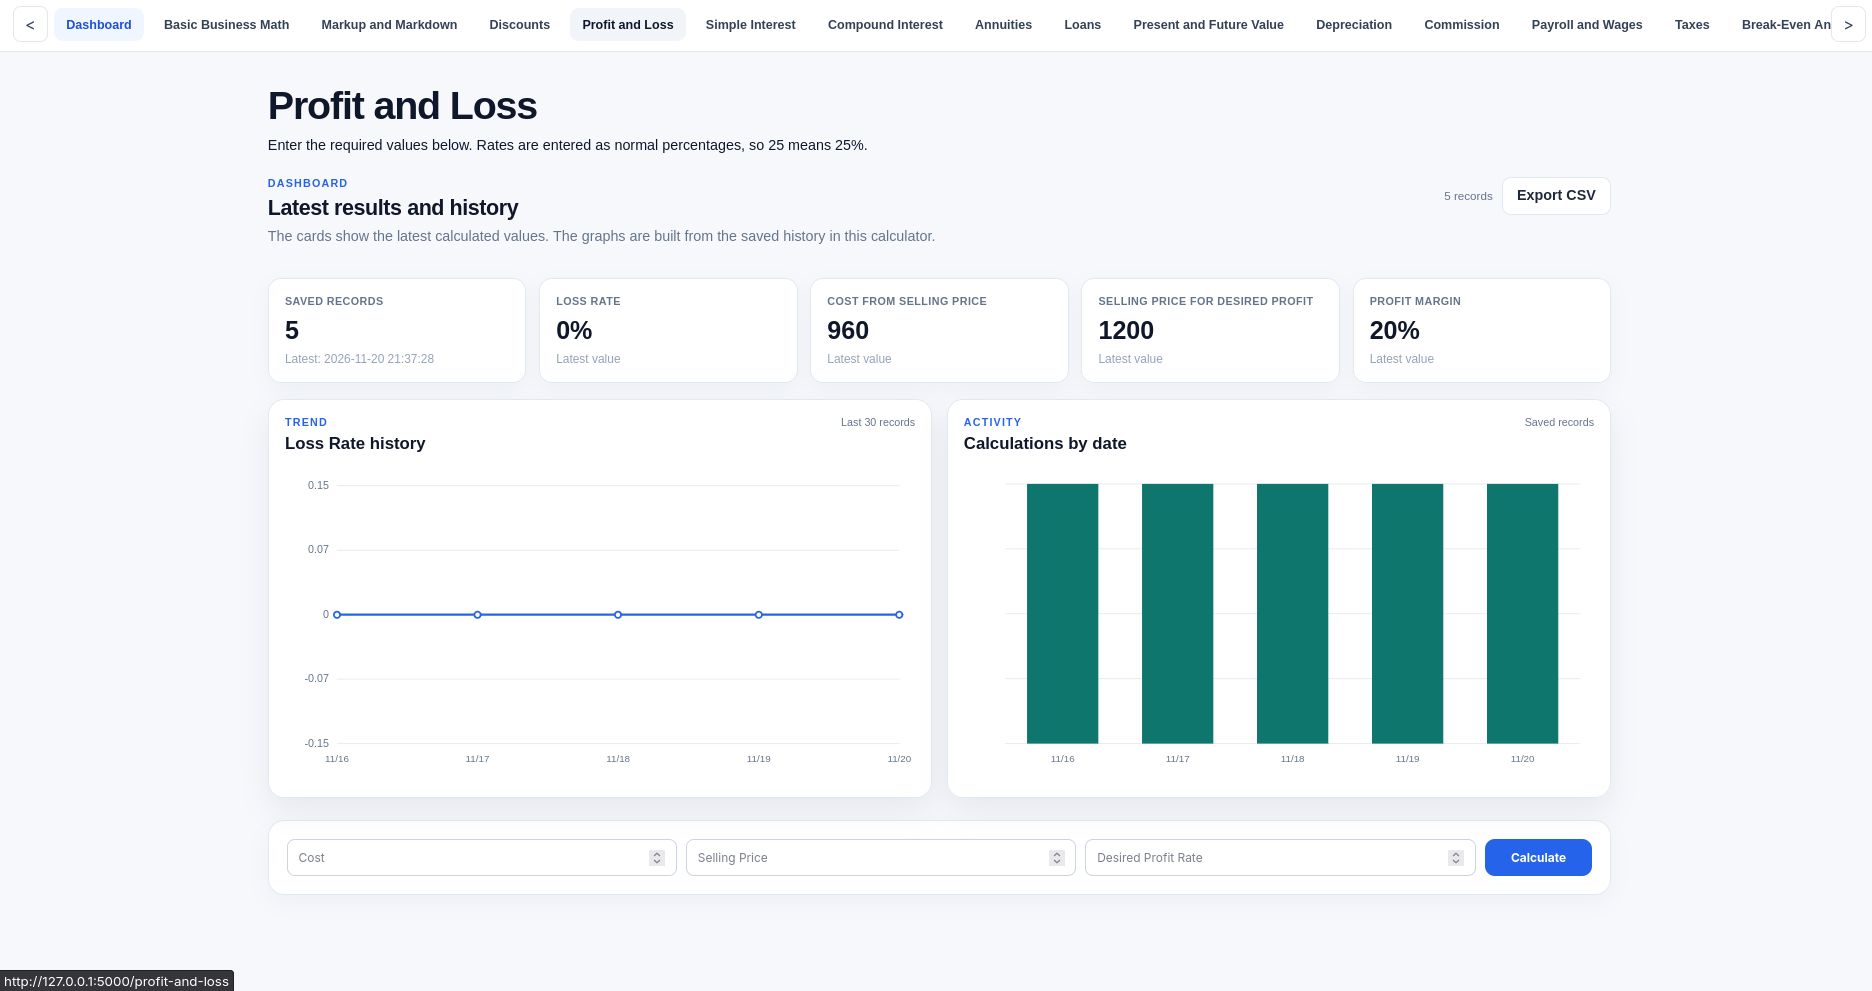 < Dashboard Basic Business Math Markup and Markdown Discounts Profit and Loss Simple Interest Compound Interest Annuities Loans Present and Future Value Depreciation Commission Payroll and Wages Taxes Break-Even An >
Profit and Loss
Enter the required values below. Rates are entered as normal percentages, so 25 means 25%.
DASHBOARD
Latest results and history
The cards show the latest calculated values. The graphs are built from the saved history in this calculator.
5 records Export CSV
SAVED RECORDS
5
Latest: 2026-11-20 21:37:28
LOSS RATE
0%
Latest value
COST FROM SELLING PRICE
960
Latest value
SELLING PRICE FOR DESIRED PROFIT
1200
Latest value
PROFIT MARGIN
20%
Latest value
TREND
Last 30 records
Loss Rate history
0.15
0.07
0
-0.07
-0.15
11/16 11/17 11/18 11/19 11/20
ACTIVITY
Saved records
Calculations by date
11/16 11/17 11/18 11/19 11/20
Cost Selling Price Desired Profit Rate Calculate
http://127.0.0.1:5000/profit-and-loss